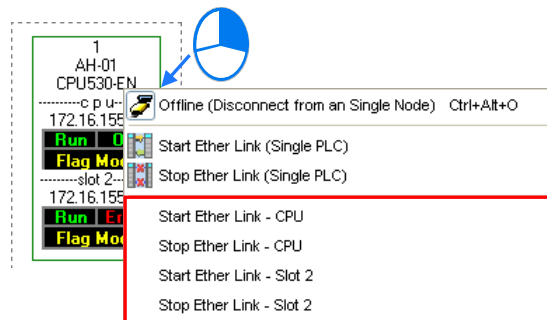 1
AH-01
CPU530-EN
---------c p u--
172.16.155
Run
Flag
---------slot 2---
172.16.155
Run
Flag
Offline (Disconnect from an Single Node) Ctrl+Alt+O
Start Ether Link (Single PLC)
Stop Ether Link (Single PLC)
Start Ether Link - CPU
Stop Ether Link - CPU
Start Ether Link - Slot 2
Stop Ether Link - Slot 2